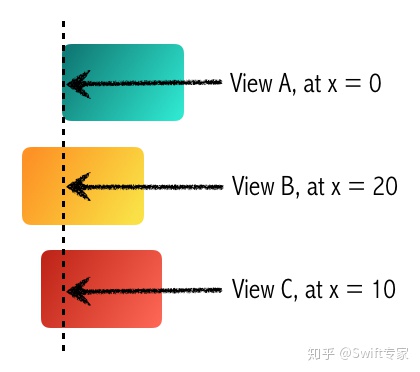 View A, at x = 0
View B, at x = 20
View C, at x = 10
知乎 @Swift专家